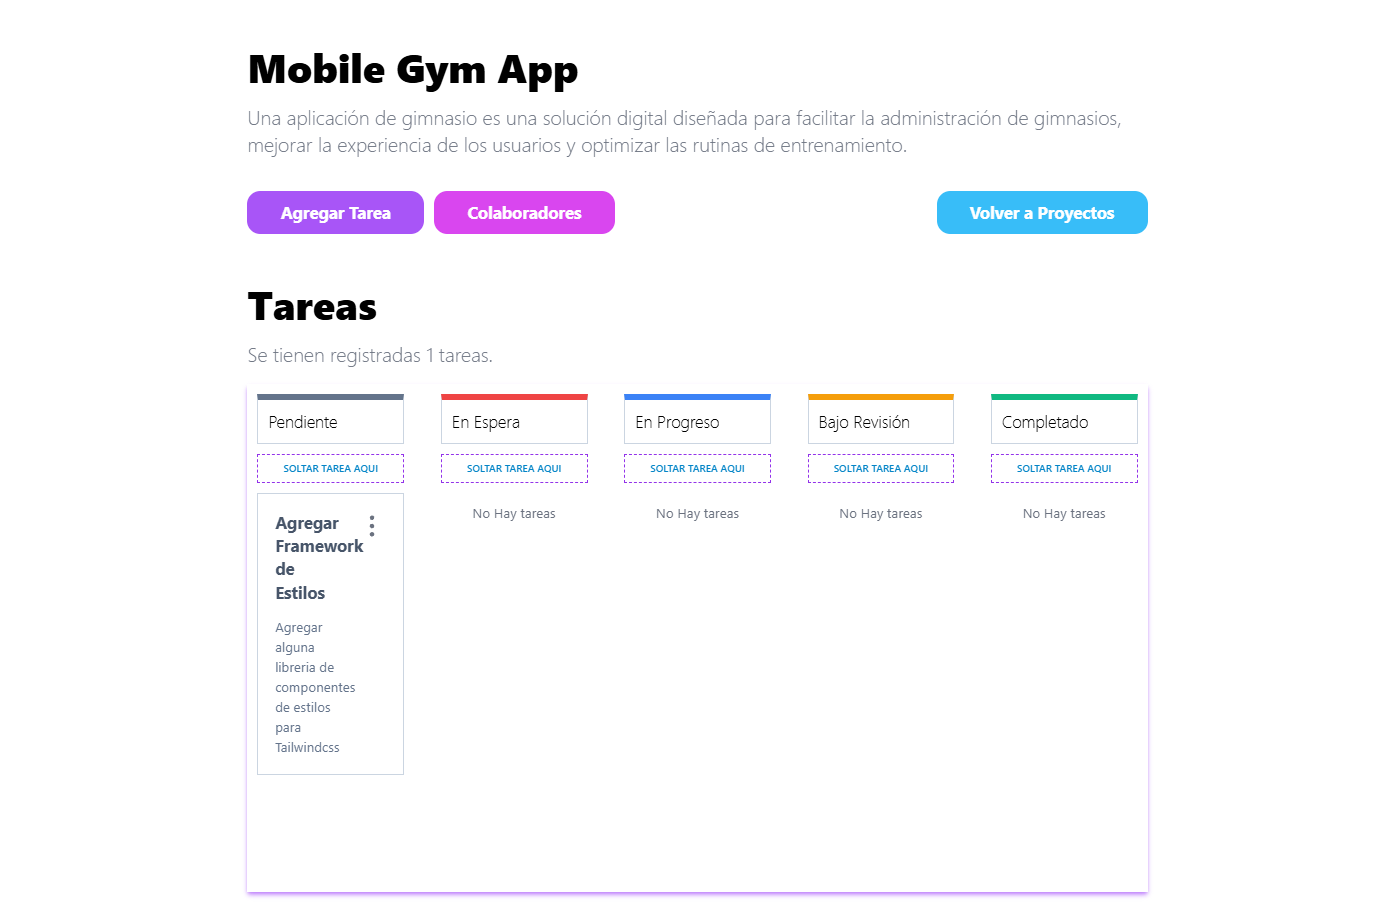 Mobile Gym App
Una aplicación de gimnasio es una solución digital diseñada para facilitar la administración de gimnasios,
mejorar la experiencia de los usuarios y optimizar las rutinas de entrenamiento.
Agregar Tarea
Colaboradores
Volver a Proyectos
Tareas
Se tienen registradas 1 tareas.
Pendiente
SOLTAR TAREA AQUI
Agregar
Framework
de
Estilos
Agregar
alguna
libreria de
componentes
de estilos
para
Tailwindcss
En Espera
SOLTAR TAREA AQUI
No Hay tareas
En Progreso
SOLTAR TAREA AQUI
No Hay tareas
Bajo Revisión
SOLTAR TAREA AQUI
No Hay tareas
Completado
SOLTAR TAREA AQUI
No Hay tareas